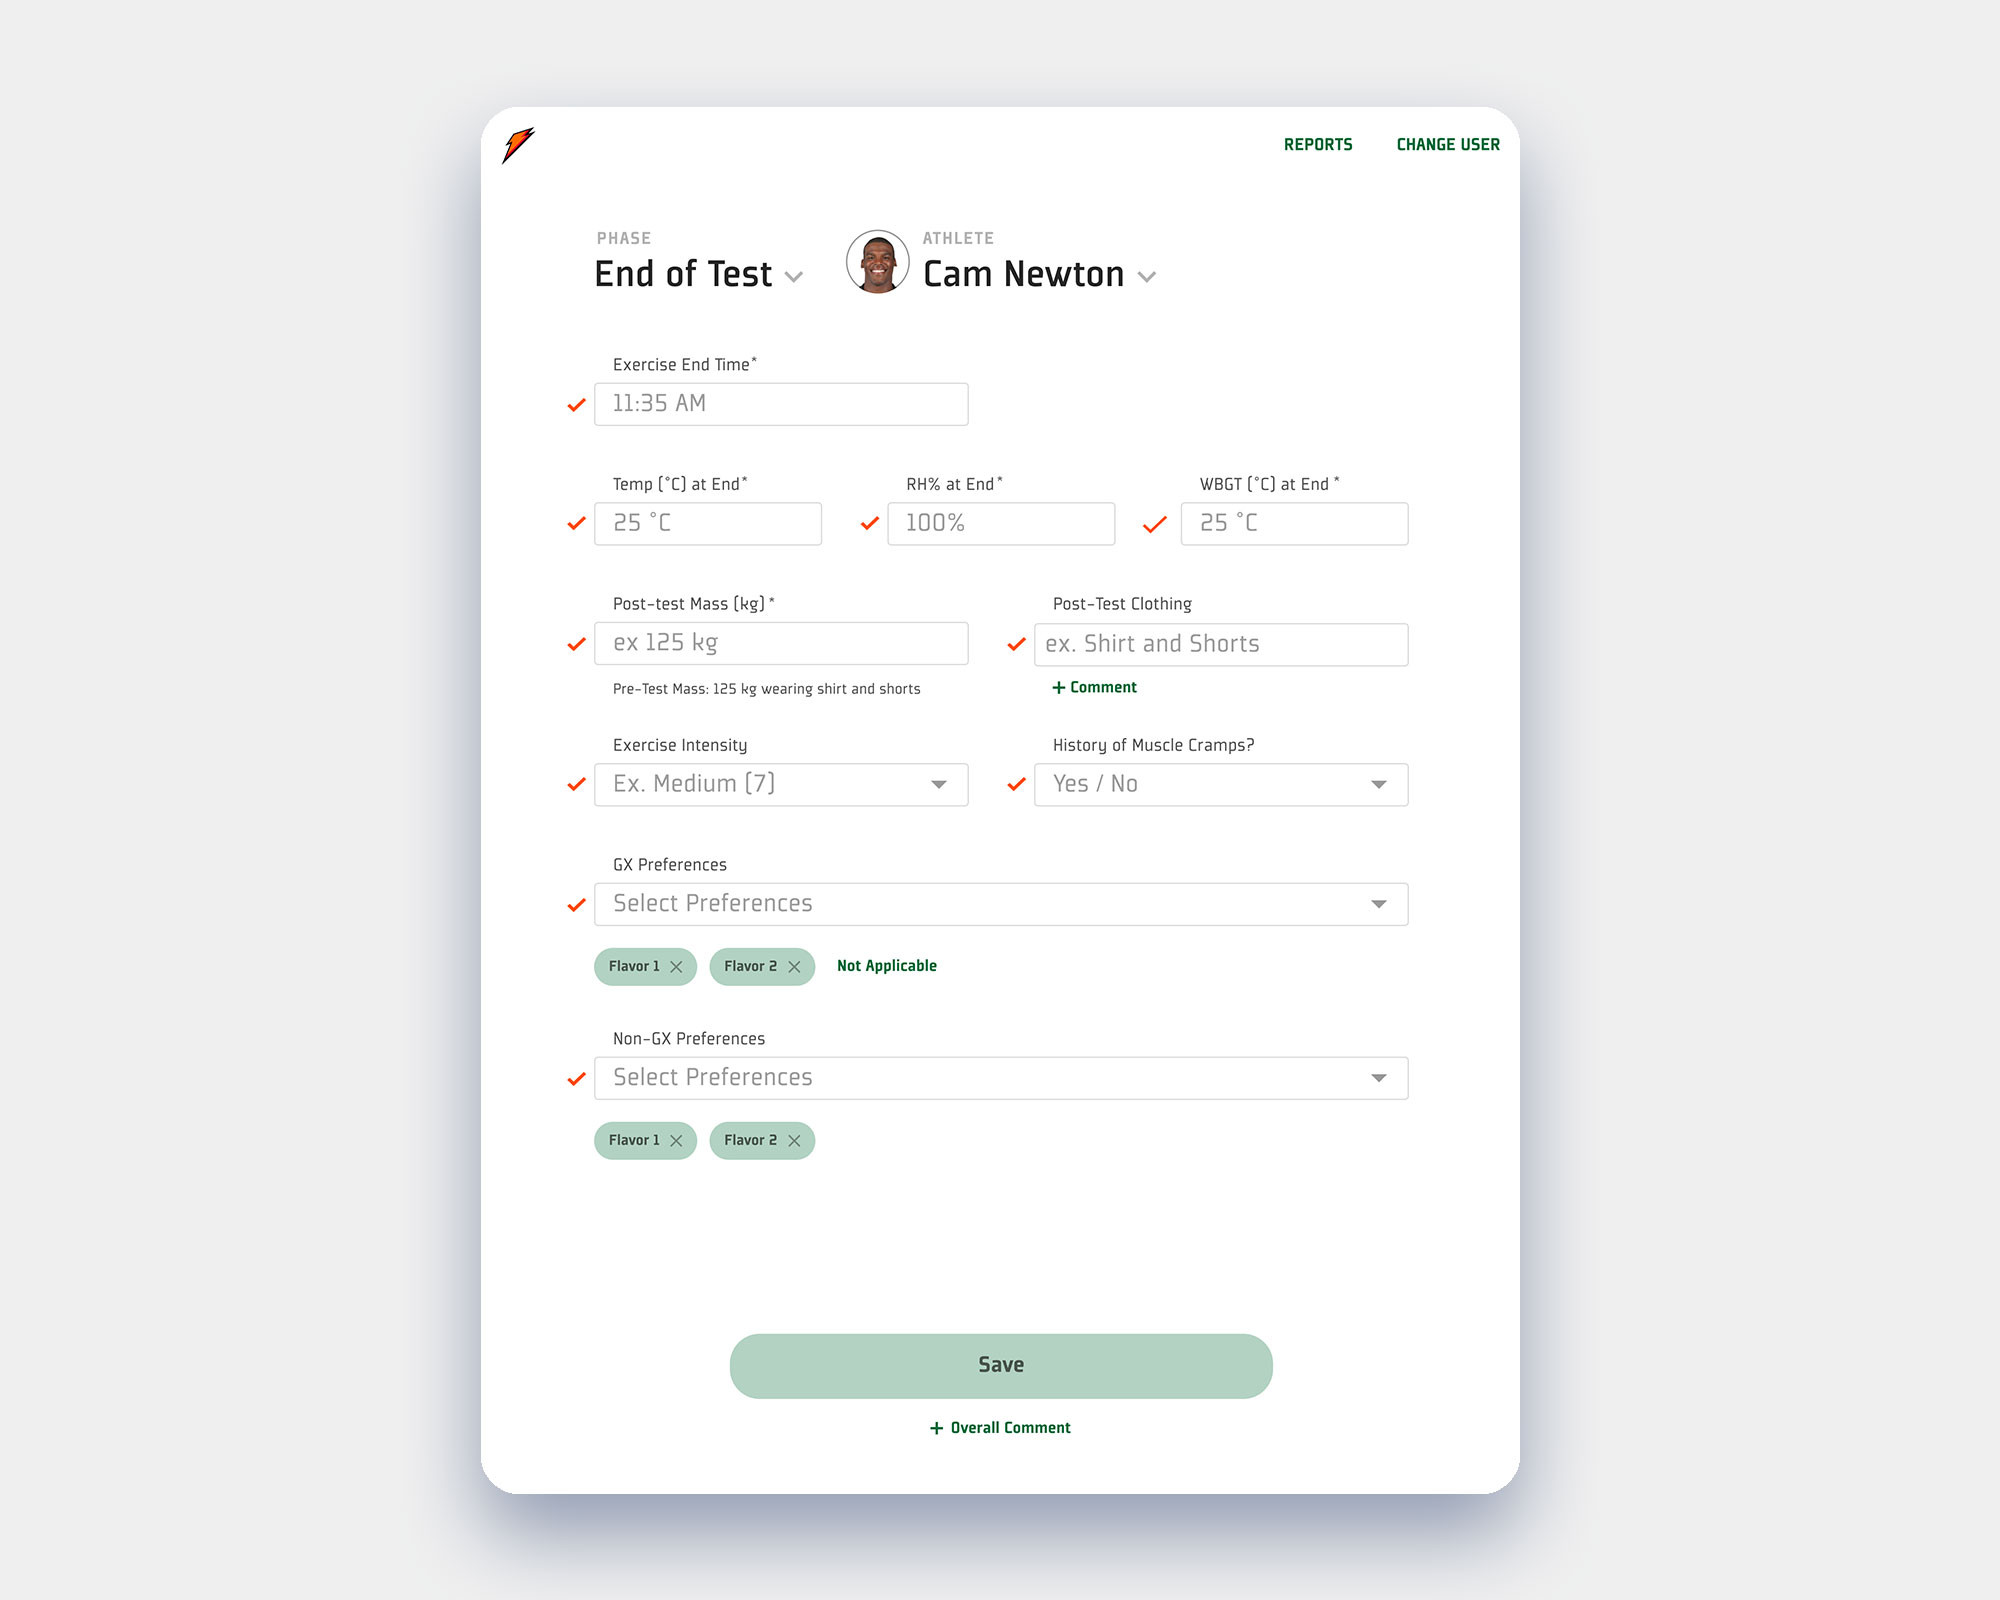 REPORTS CHANGE USER
PHASE ATHLETE
End of Test Cam Newton
Exercise End Time*
11:35 AM
Temp (°C) at End* RH% at End* WBGT (°C) at End *
25 °C 100% 25 °C
Post-test Mass (kg)* Post-Test Clothing
ex 125 kg ex. Shirt and Shorts
Pre-Test Mass: 125 kg wearing shirt and shorts + Comment
Exercise Intensity History of Muscle Cramps?
Ex. Medium (7) Yes / No
GX Preferences
Select Preferences
Flavor 1 Flavor 2 Not Applicable
Non-GX Preferences
Select Preferences
Flavor 1 Flavor 2
Save
+ Overall Comment